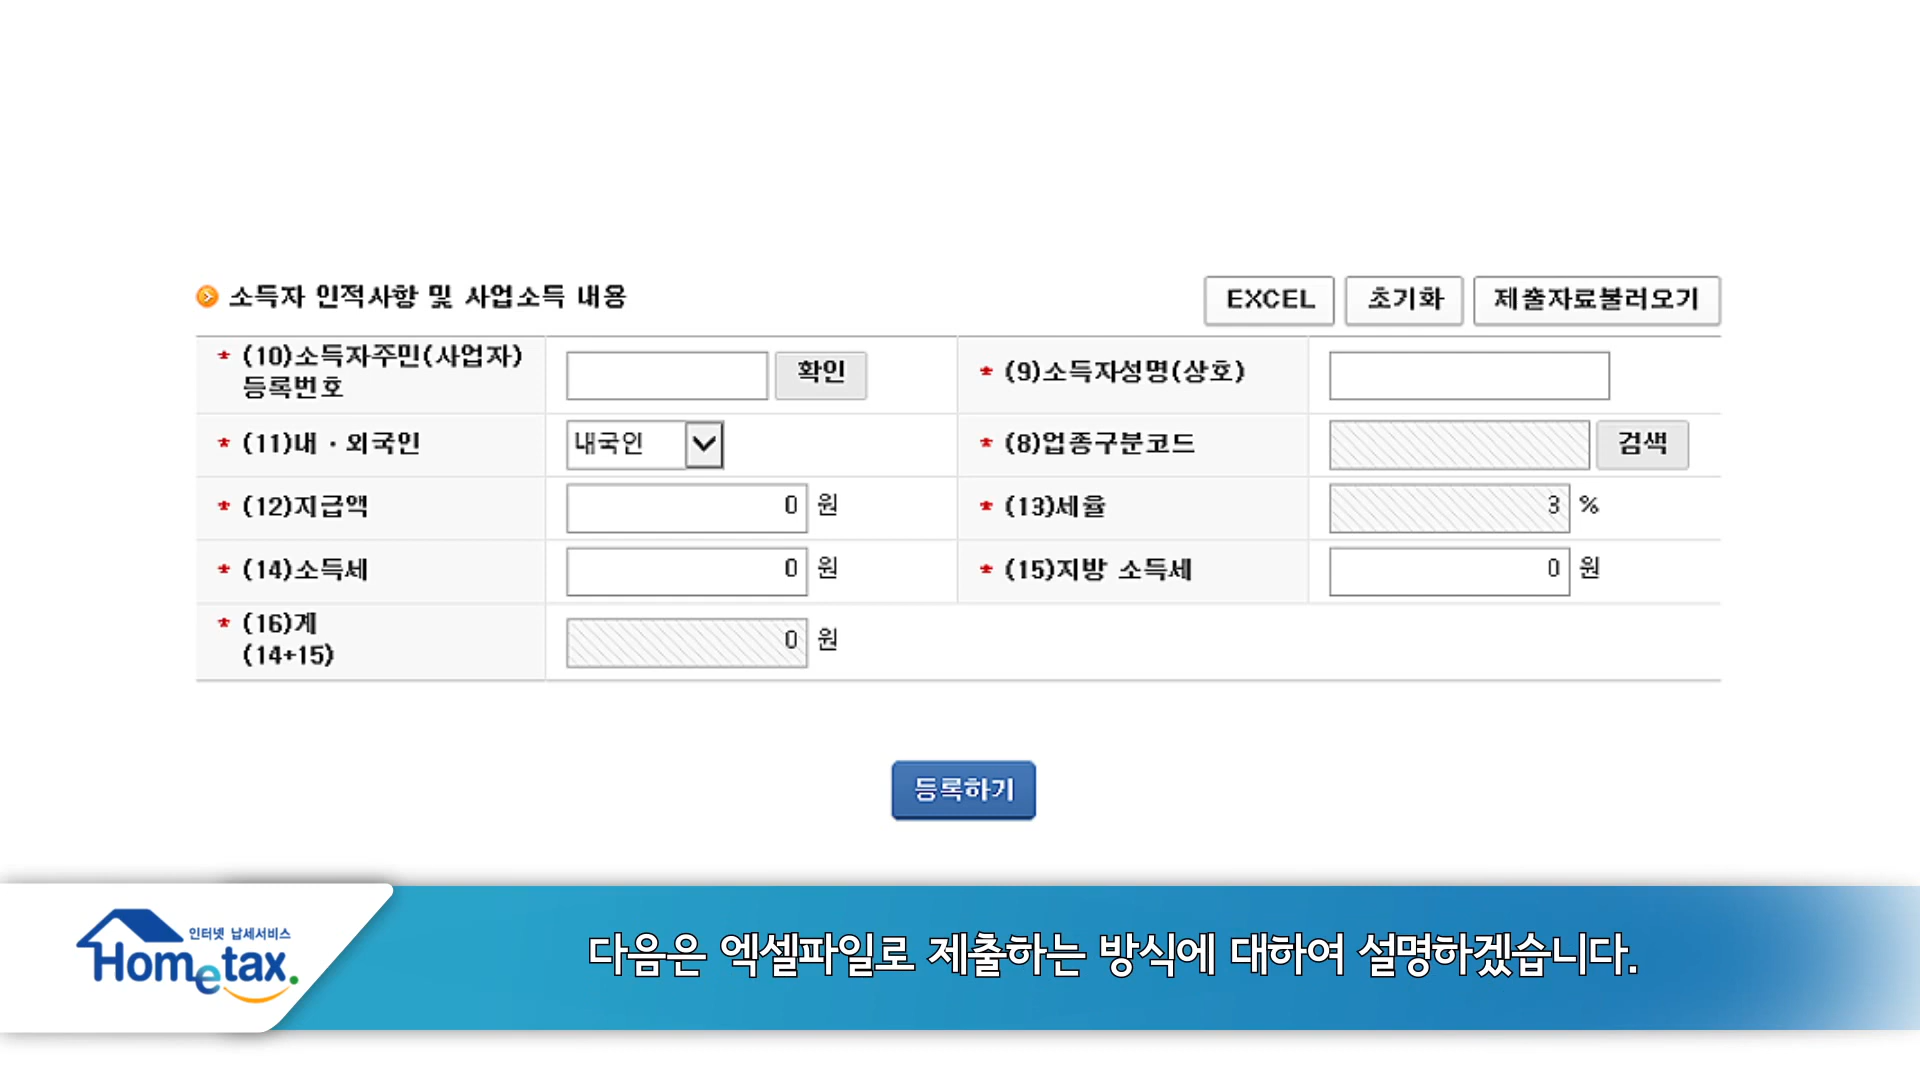 소득자 인적사항 및 사업소득 내용
EXCEL 초기화 제출자료불러오기
* (10)소득자주민(사업자)
등록번호
확인
* (9)소득자성명(상호)
* (11)내 · 외국인
내국인
* (8)업종구분코드
검색
* (12)지급액
0 원
* (13)세율
3 %
* (14)소득세
0 원
* (15)지방 소득세
0 원
* (16)계
(14+15)
0 원
등록하기
인터넷 납세서비스
Hometax.
다음은 엑셀파일로 제출하는 방식에 대하여 설명하겠습니다.